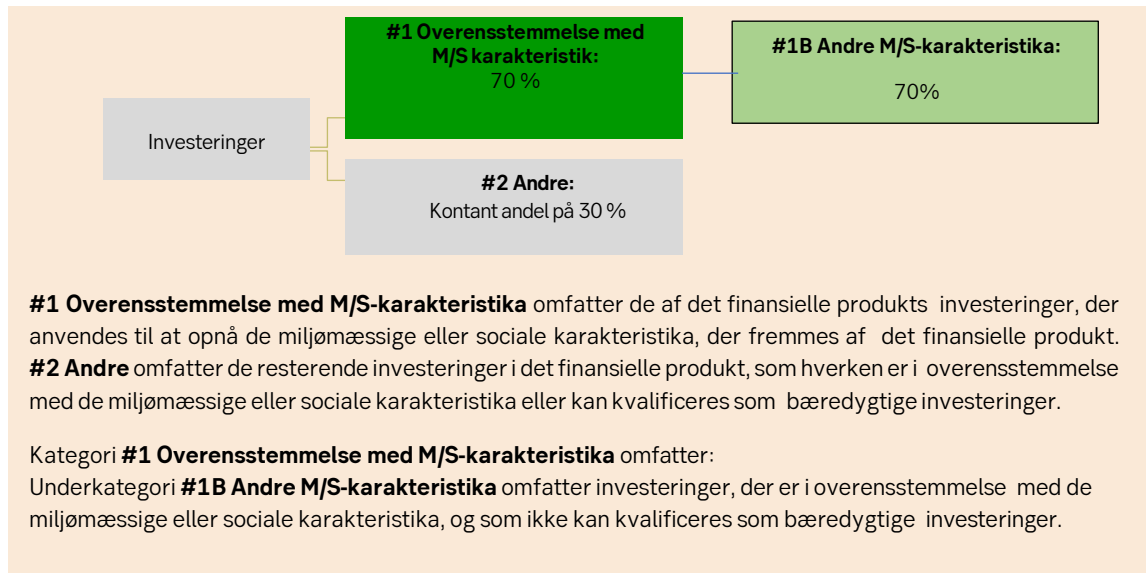 #1 Overensstemmelse med
M/S karakteristik:
70 %
#1B Andre M/S-karakteristika:
70%
Investeringer
#2 Andre:
Kontant andel på 30 %
#1 Overensstemmelse med M/S-karakteristika omfatter de af det finansielle produkts investeringer, der
anvendes til at opnå de miljømæssige eller sociale karakteristika, der fremmes af det finansielle produkt.
#2 Andre omfatter de resterende investeringer i det finansielle produkt, som hverken er i overensstemmelse
med de miljømæssige eller sociale karakteristika eller kan kvalificeres som bæredygtige investeringer.
Kategori #1 Overensstemmelse med M/S-karakteristika omfatter:
Underkategori #1B Andre M/S-karakteristika omfatter investeringer, der er i overensstemmelse med de
miljømæssige eller sociale karakteristika, og som ikke kan kvalificeres som bæredygtige investeringer.